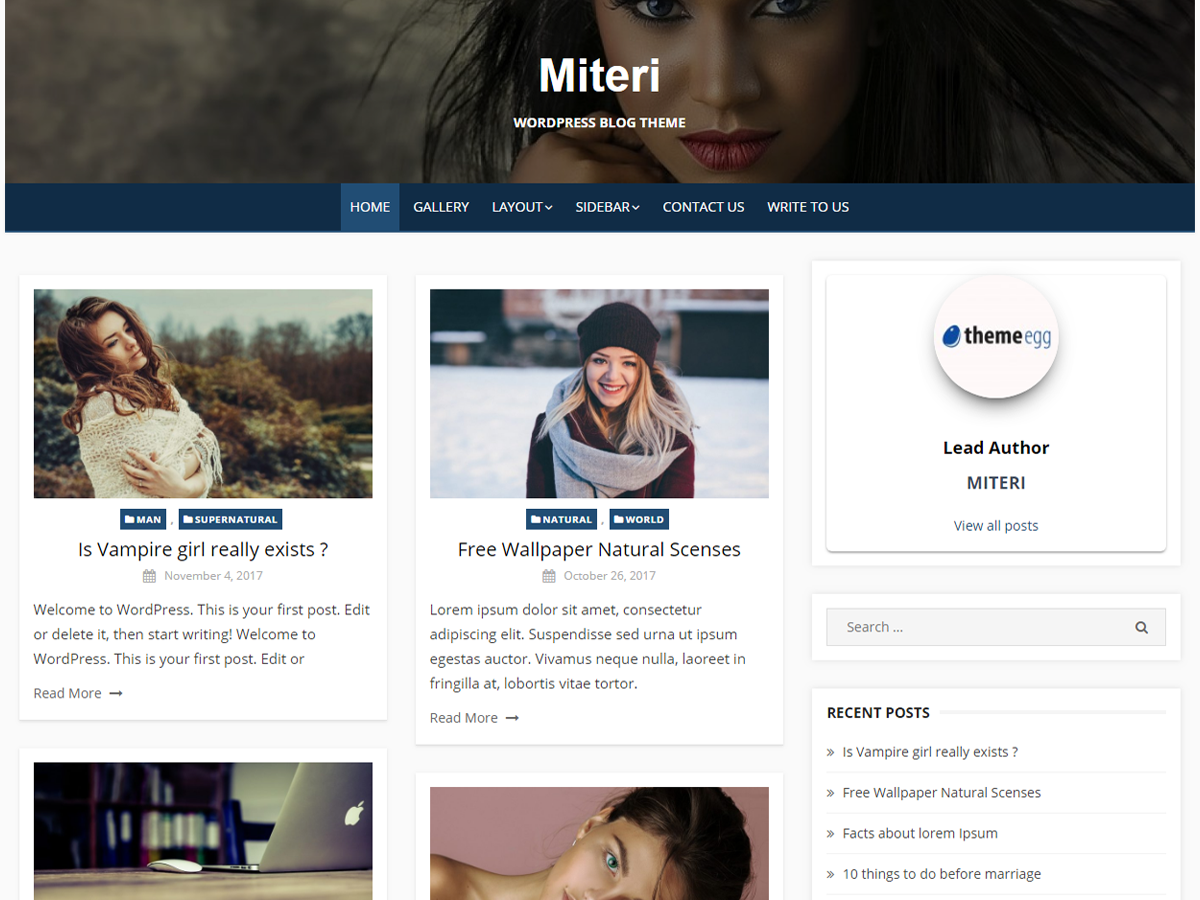 Miteri
WORDPRESS BLOG THEME
HOME GALLERY LAYOUT SIDEBAR CONTACT US WRITE TO US
MAN , SUPERNATURAL
Is Vampire girl really exists ?
November 4, 2017
Welcome to WordPress. This is your first post. Edit
or delete it, then start writing! Welcome to
WordPress. This is your first post. Edit or
Read More
NATURAL , WORLD
Free Wallpaper Natural Scenses
October 26, 2017
Lorem ipsum dolor sit amet, consectetur
adipiscing elit. Suspendisse sed urna ut ipsum
egestas auctor. Vivamus neque nulla, laoreet in
fringilla at, lobortis vitae tortor.
Read More
themeegg
Lead Author
MITERI
View all posts
Search ...
RECENT POSTS
» Is Vampire girl really exists ?
» Free Wallpaper Natural Scenses
» Facts about lorem Ipsum
» 10 things to do before marriage